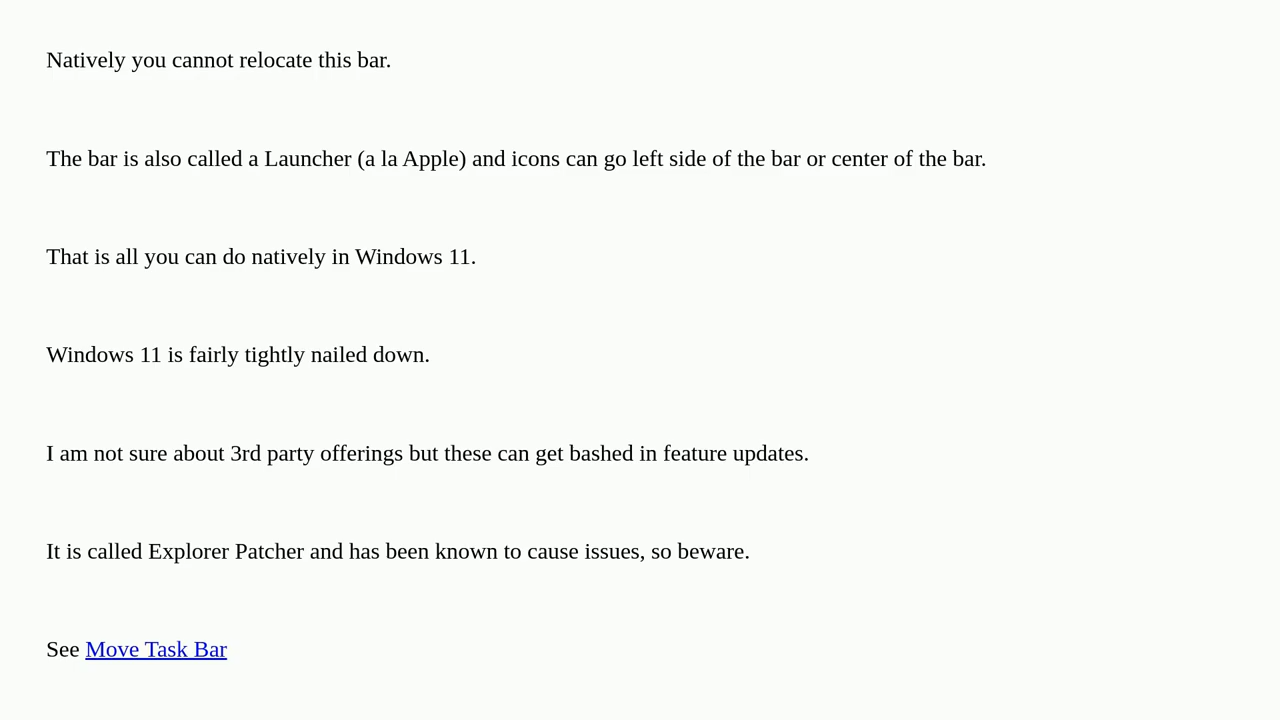 Natively you cannot relocate this bar.
The bar is also called a Launcher (a la Apple) and icons can go left side of the bar or center of the bar.
That is all you can do natively in Windows 11.
Windows 11 is fairly tightly nailed down.
I am not sure about 3rd party offerings but these can get bashed in feature updates.
It is called Explorer Patcher and has been known to cause issues, so beware.
See Move Task Bar